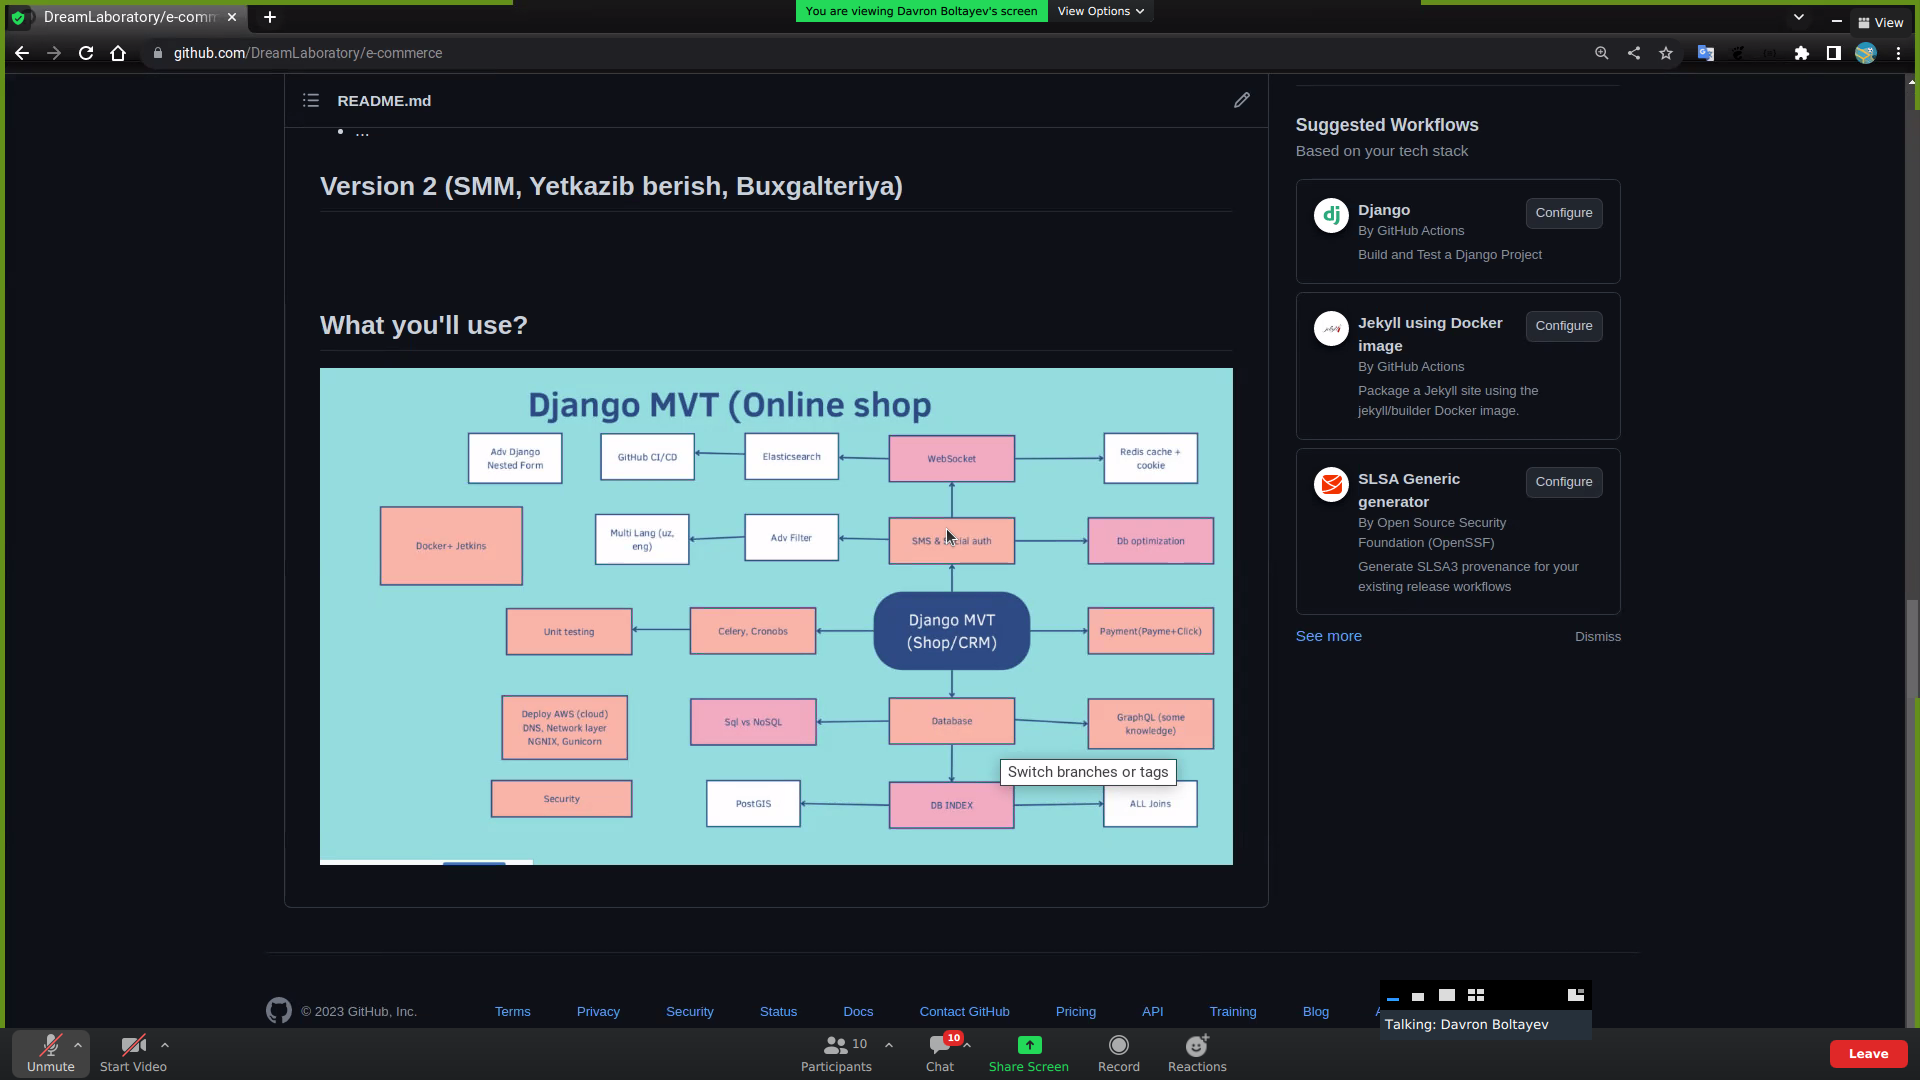 DreamLaboratory/e-comm
You are viewing Davron Boltayev's screen
View Options
View
github.com/DreamLaboratory/e-commerce
README.md
...
Version 2 (SMM, Yetkazib berish, Buxgalteriya)
What you'll use?
Django MVT (Online shop
Adv Django
Nested Form
GitHub CI/CD
Elasticsearch
WebSocket
Redis cache +
cookie
Docker+ Jetkins
Multi Lang (uz,
eng)
Adv Filter
SMS & auth
Db optimization
Unit testing
Celery, Cronobs
Django MVT
(Shop/CRM)
Payment(Payme+Click)
Deploy AWS (cloud)
DNS, Network layer
NGNIX, Gunicorn
Sql vs NoSQL
Database
GraphQL (some
knowledge)
Switch branches or tags
Security
PostGIS
DB INDEX
ALL Joins
Suggested Workflows
Based on your tech stack
dj
Django
By GitHub Actions
Build and Test a Django Project
Configure
Jekyll using Docker
image
By GitHub Actions
Package a Jekyll site using the
jekyll/builder Docker image.
Configure
SLSA Generic
generator
By Open Source Security
Foundation (OpenSSF)
Generate SLSA3 provenance for your
existing release workflows
Configure
See more
Dismiss
© 2023 GitHub, Inc.
Terms
Privacy
Security
Status
Docs
Contact GitHub
Pricing
API
Training
Blog
Talking: Davron Boltayev
Unmute
Start Video
10
Participants
10
Chat
Share Screen
Record
Reactions
Leave